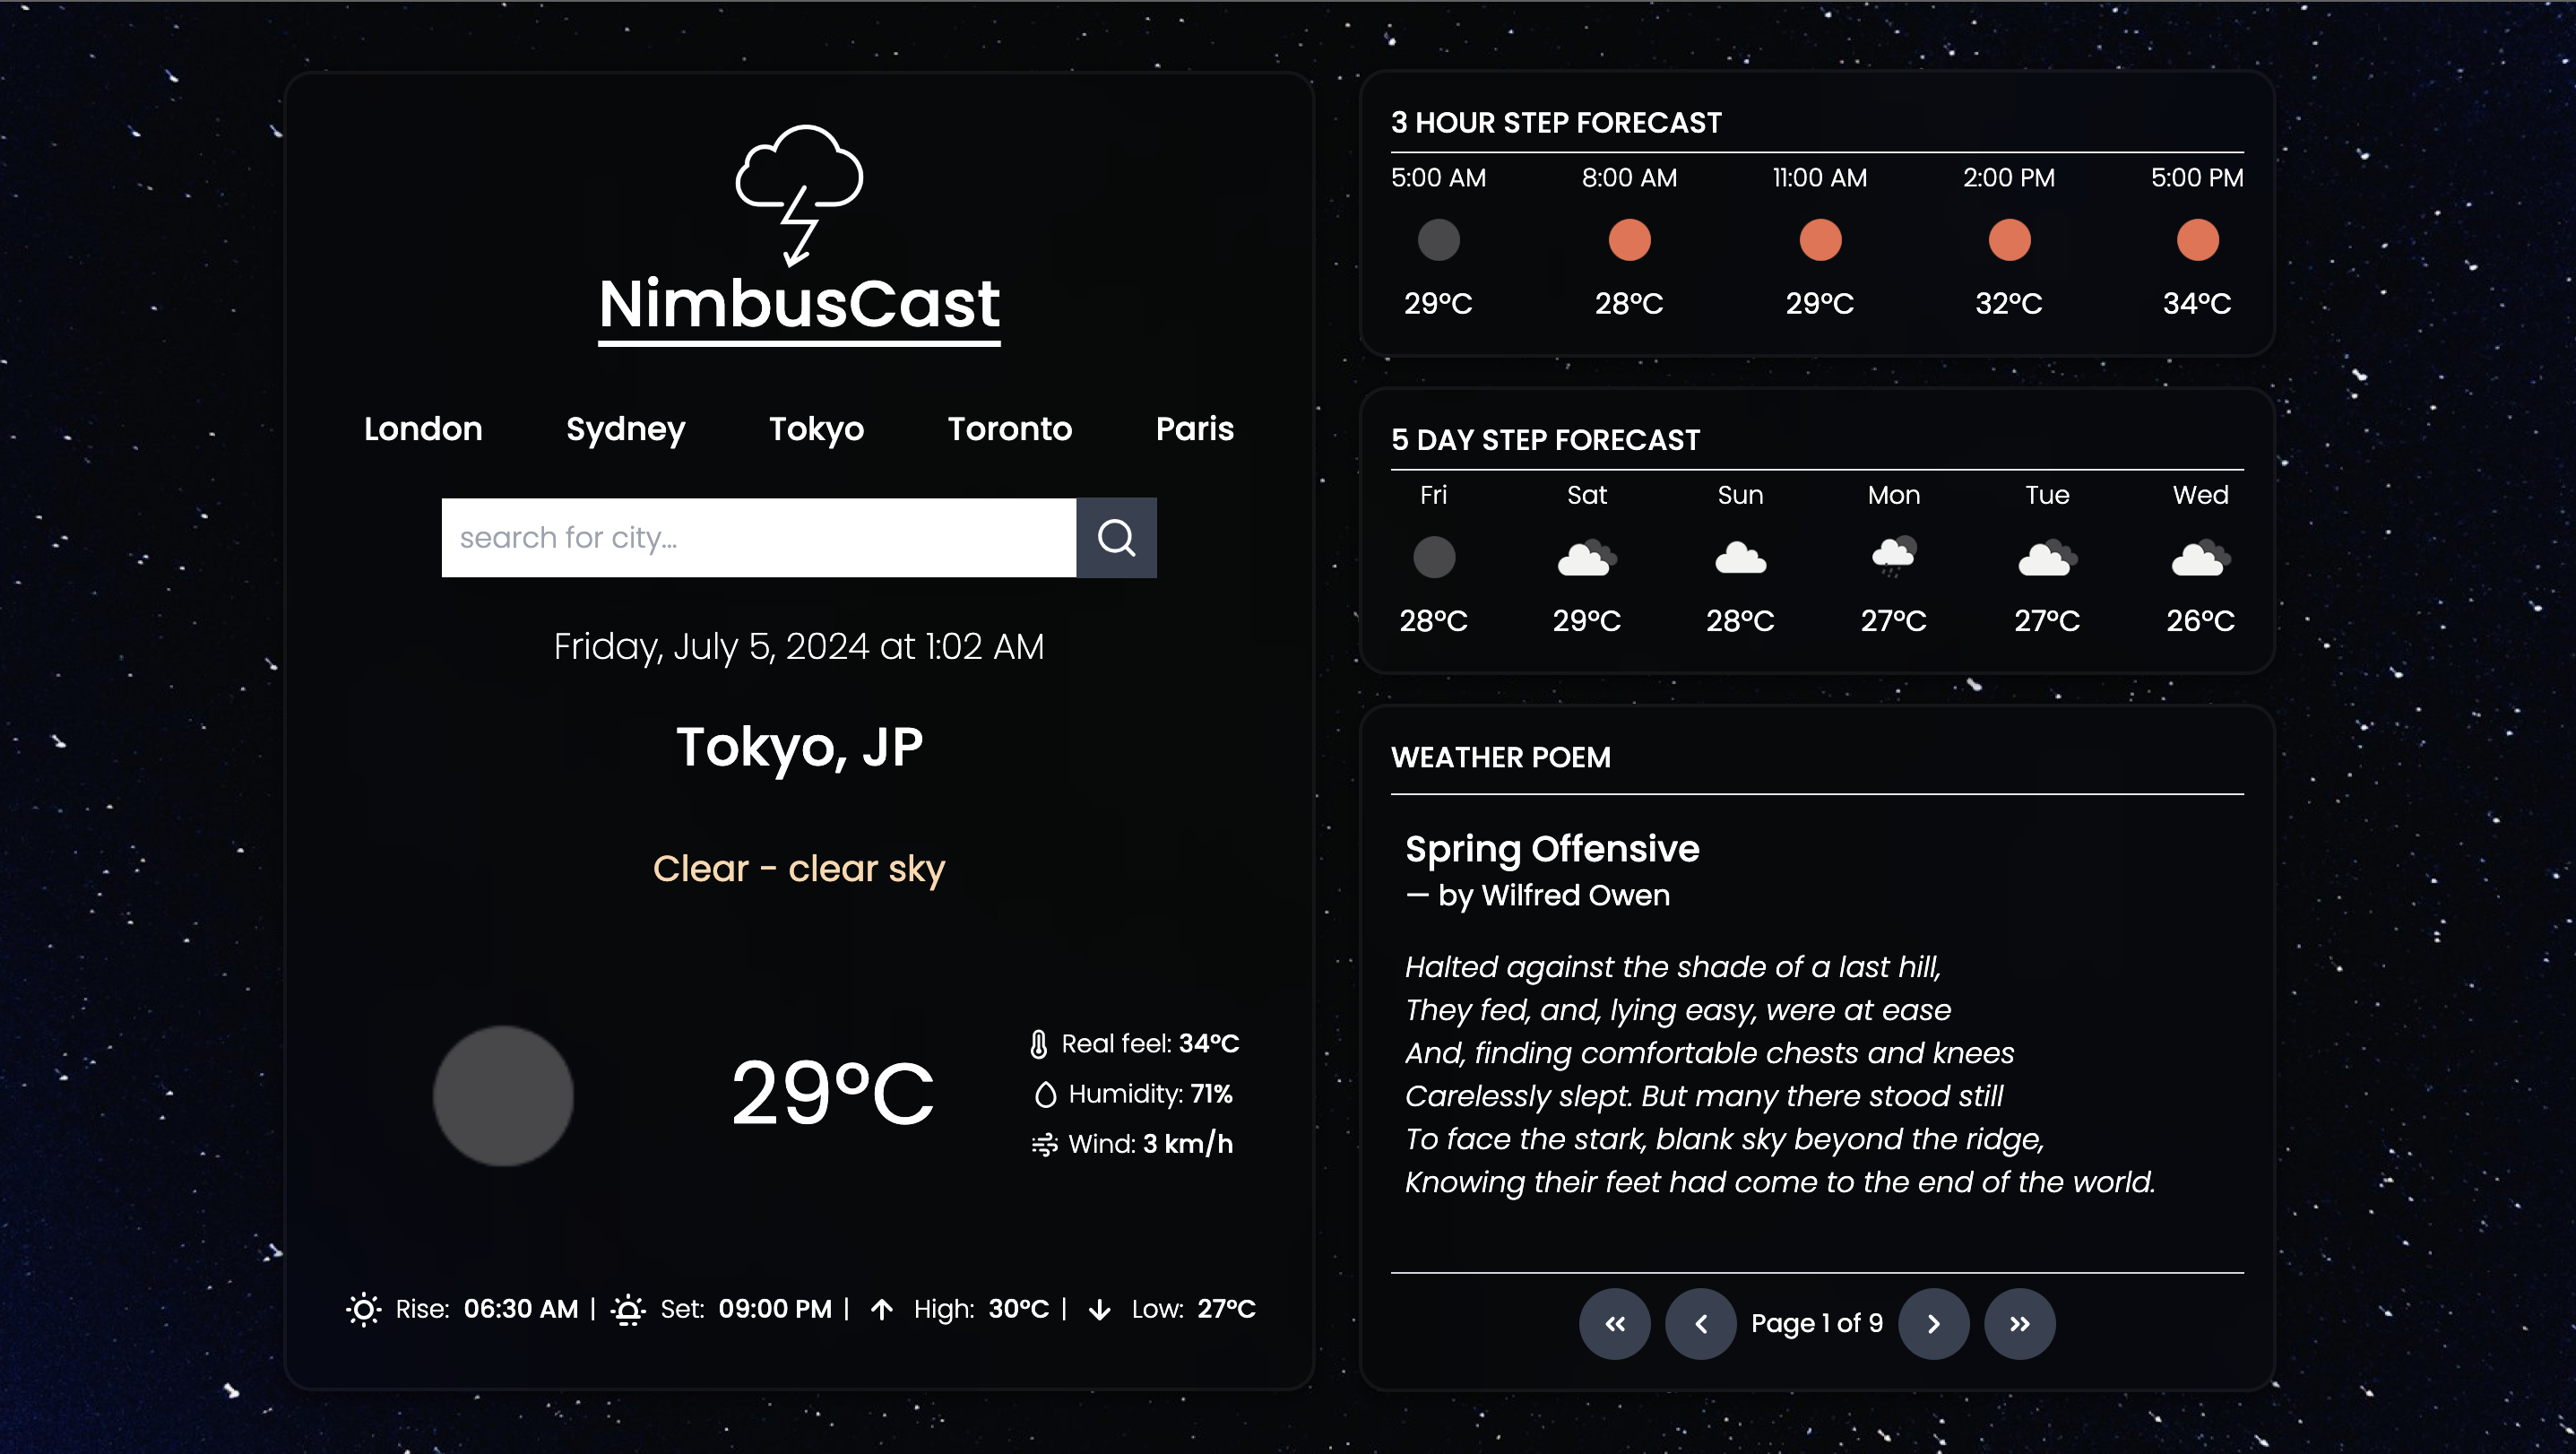 NimbusCast
London Sydney Tokyo Toronto Paris
search for city...
Friday, July 5, 2024 at 1:02 AM
Tokyo, JP
Clear - clear sky
29°C
Real feel: 34°C
Humidity: 71%
Wind: 3 km/h
Rise: 06:30 AM | Set: 09:00 PM | High: 30°C | Low: 27°C
3 HOUR STEP FORECAST
5:00 AM 8:00 AM 11:00 AM 2:00 PM 5:00 PM
29°C 28°C 29°C 32°C 34°C
5 DAY STEP FORECAST
Fri Sat Sun Mon Tue Wed
28°C 29°C 28°C 27°C 27°C 26°C
WEATHER POEM
Spring Offensive
— by Wilfred Owen
Halted against the shade of a last hill,
They fed, and, lying easy, were at ease
And, finding comfortable chests and knees
Carelessly slept. But many there stood still
To face the stark, blank sky beyond the ridge,
Knowing their feet had come to the end of the world.
Page 1 of 9